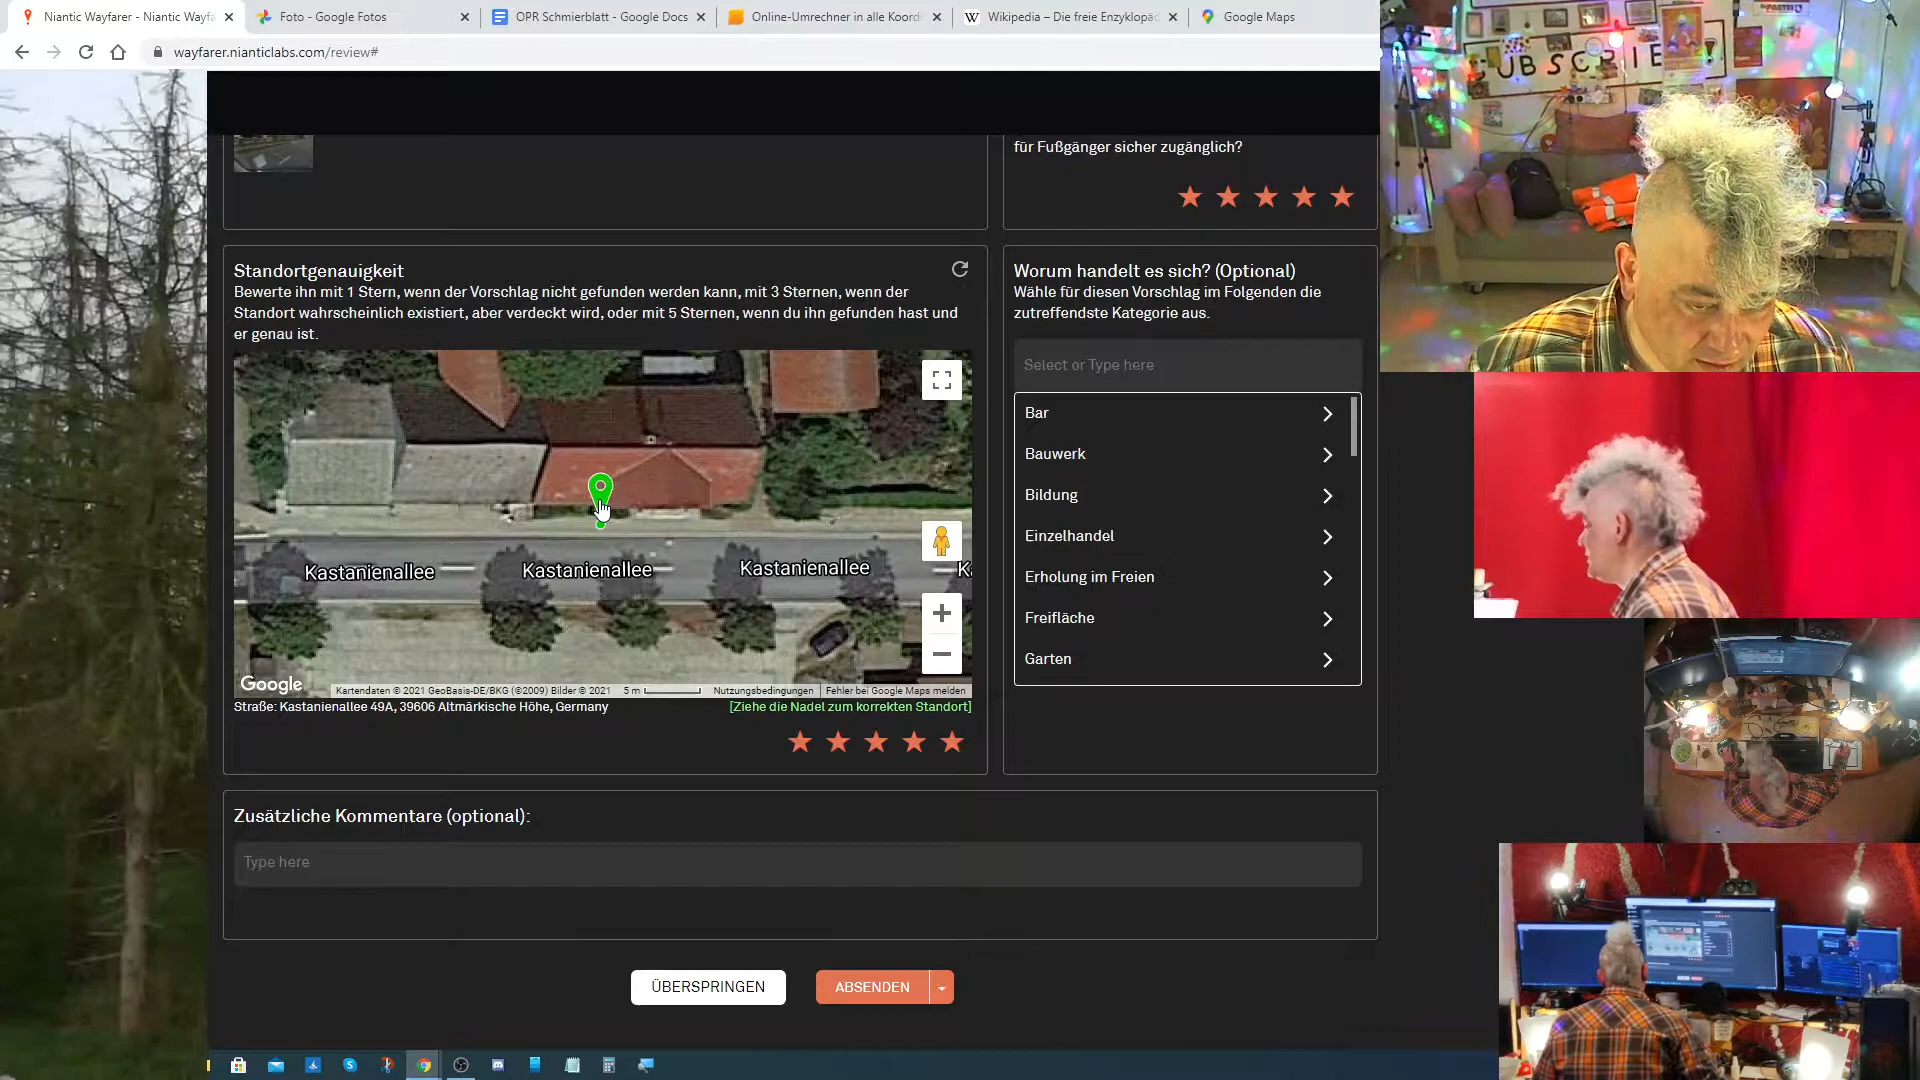 Niantic Wayfarer - Niantic Wayfa
Foto - Google Fotos
OPR Schmierblatt - Google Docs
Online-Umrechner in alle Koord
Wikipedia – Die freie Enzyklopäd
Google Maps
wayfarer.nianticlabs.com/review#
für Fußgänger sicher zugänglich?
Standortgenauigkeit
Bewerte ihn mit 1 Stern, wenn der Vorschlag nicht gefunden werden kann, mit 3 Sternen, wenn der
Standort wahrscheinlich existiert, aber verdeckt wird, oder mit 5 Sternen, wenn du ihn gefunden hast und
er genau ist.
Kastanienallee
Kastanienallee
Kastanienallee
K
Google
Kartendaten © 2021 GeoBasis-DE/BKG (©2009) Bilder © 2021
5 m
Nutzungsbedingungen
Fehler bei Google Maps melden
Straße: Kastanienallee 49A, 39606 Altmärkische Höhe, Germany
[Ziehe die Nadel zum korrekten Standort]
Worum handelt es sich? (Optional)
Wähle für diesen Vorschlag im Folgenden die
zutreffendste Kategorie aus.
Select or Type here
Bar
Bauwerk
Bildung
Einzelhandel
Erholung im Freien
Freifläche
Garten
Zusätzliche Kommentare (optional):
Type here
ÜBERSPRINGEN
ABSENDEN